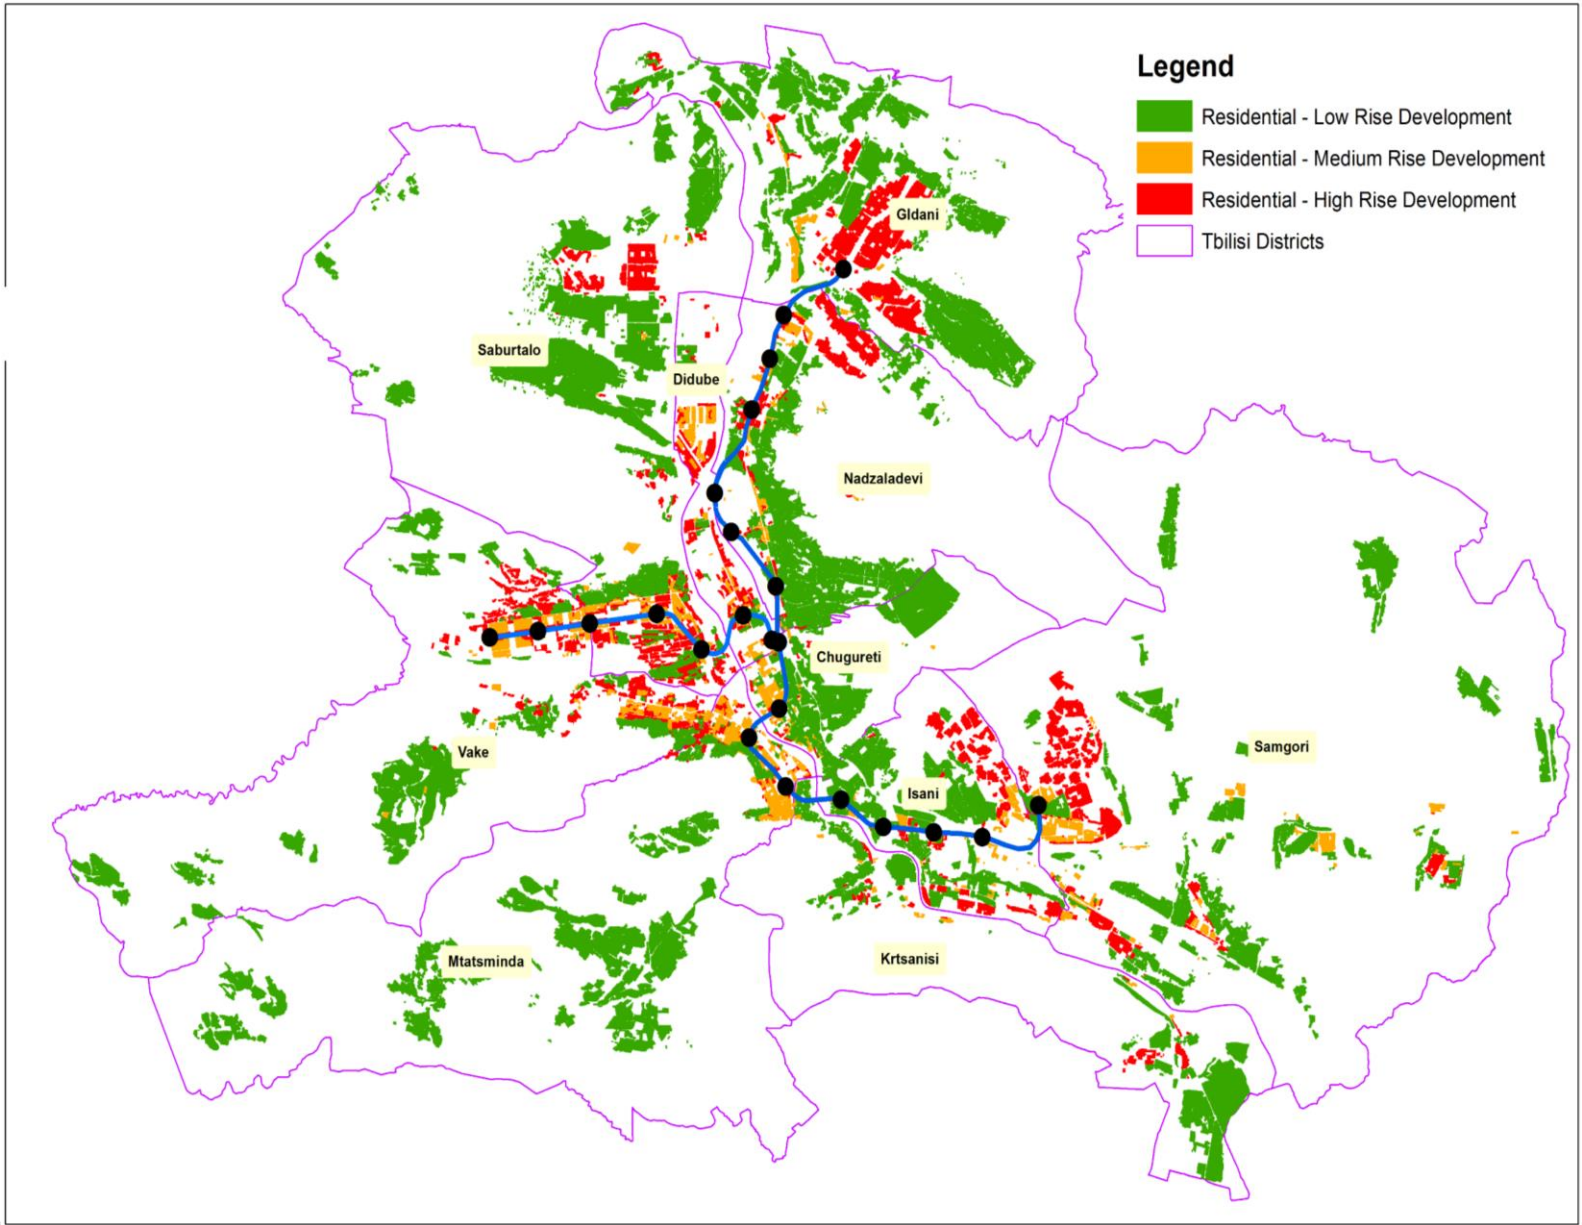 Legend
Residential - Low Rise Development
Residential - Medium Rise Development
Residential - High Rise Development
Tbilisi Districts
Gldani
Saburtalo
Didube
Nadzaladevi
Chugureti
Vake
Samgori
Isani
Mtatsminda
Krtsanisi